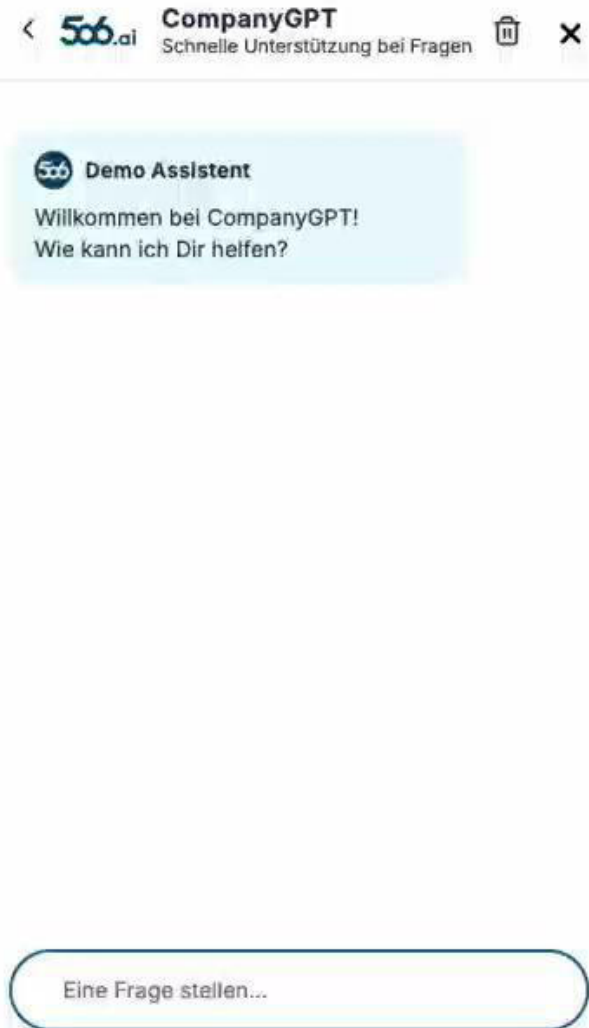 506.ai
CompanyGPT
Schnelle Unterstützung bei Fragen
506
Demo Assistent
Willkommen bei CompanyGPT!
Wie kann ich Dir helfen?
Eine Frage stellen...